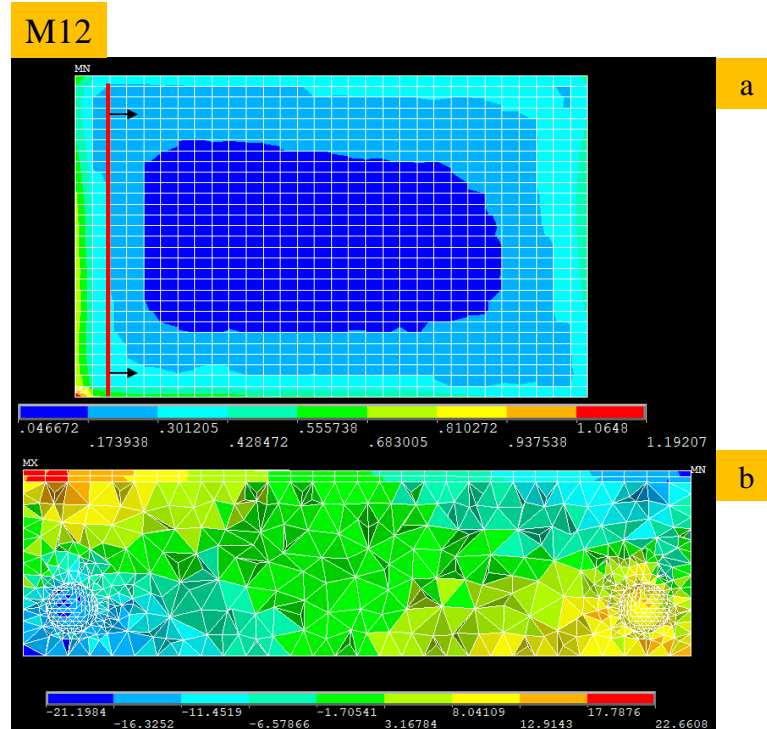 M12
MN
a
.046672 .301205 .555738 .810272 1.0648
.173938 .428472 .683005 .937538 1.19207
MX
MN
b
-21.1984 -11.4519 -1.70541 8.04109 17.7876
-16.3252 -6.57866 3.16784 12.9143 22.6608